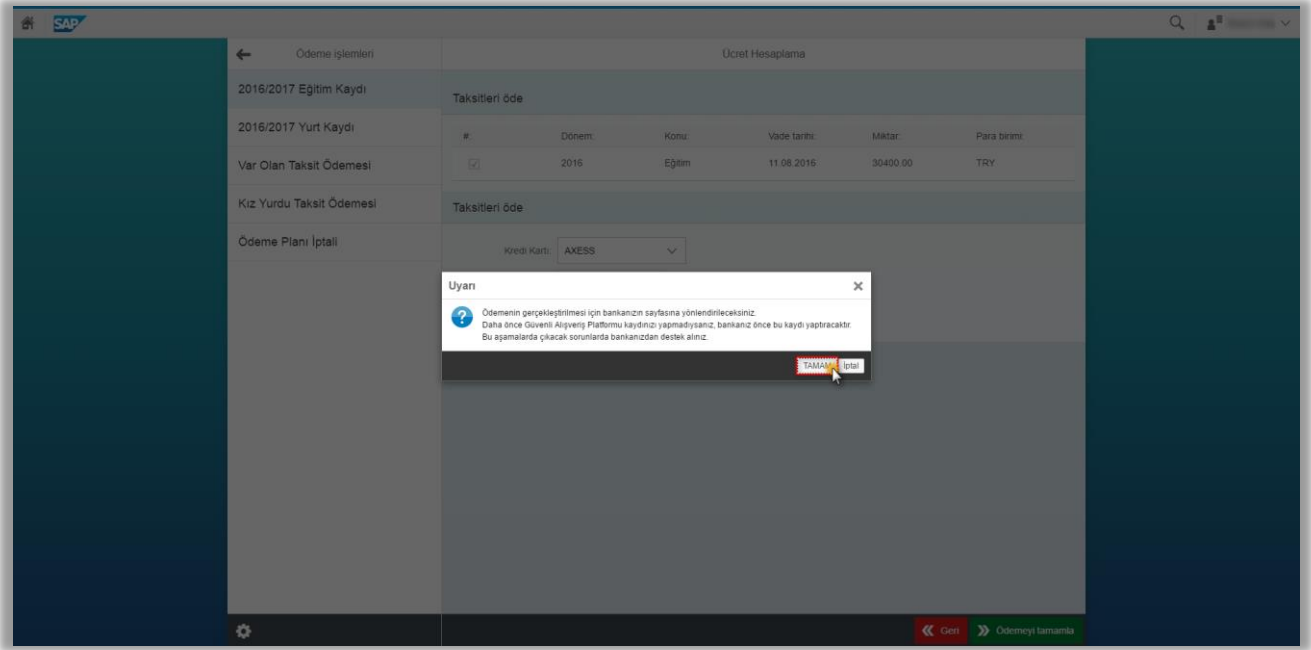 SAP
Ödeme işlemleri
Ücret Hesaplama
2016/2017 Eğitim Kaydı
2016/2017 Yurt Kaydı
Var Olan Taksit Ödemesi
Kız Yurdu Taksit Ödemesi
Ödeme Planı İptali
Taksitleri öde
#: Dönem: Konu: Vade tarihi: Miktar: Para birimi:
2016 Eğitim 11.08.2016 30400.00 TRY
Taksitleri öde
Kredi Kartı: AXESS
Uyarı
Ödemenin gerçekleştirilmesi için bankanızın sayfasına yönlendirileceksiniz.
Daha önce Güvenli Alışveriş Platformu kaydınızı yapmadıysanız, bankanız önce bu kaydı yaptıracaktır.
Bu aşamalarda çıkacak sorunlarda bankanızdan destek alınız.
TAMAM İptal
Geri Ödemeyi tamamla